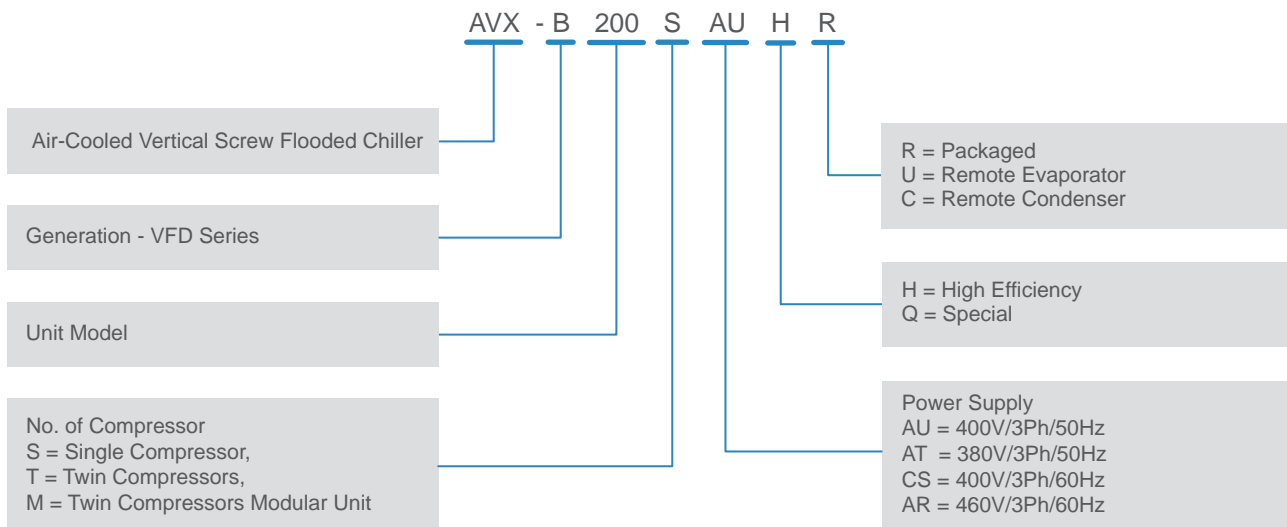 AVX - B 200 S AU H R
Air-Cooled Vertical Screw Flooded Chiller
Generation - VFD Series
Unit Model
No. of Compressor
S = Single Compressor,
T = Twin Compressors,
M = Twin Compressors Modular Unit
R = Packaged
U = Remote Evaporator
C = Remote Condenser
H = High Efficiency
Q = Special
Power Supply
AU = 400V/3Ph/50Hz
AT = 380V/3Ph/50Hz
CS = 400V/3Ph/60Hz
AR = 460V/3Ph/60Hz